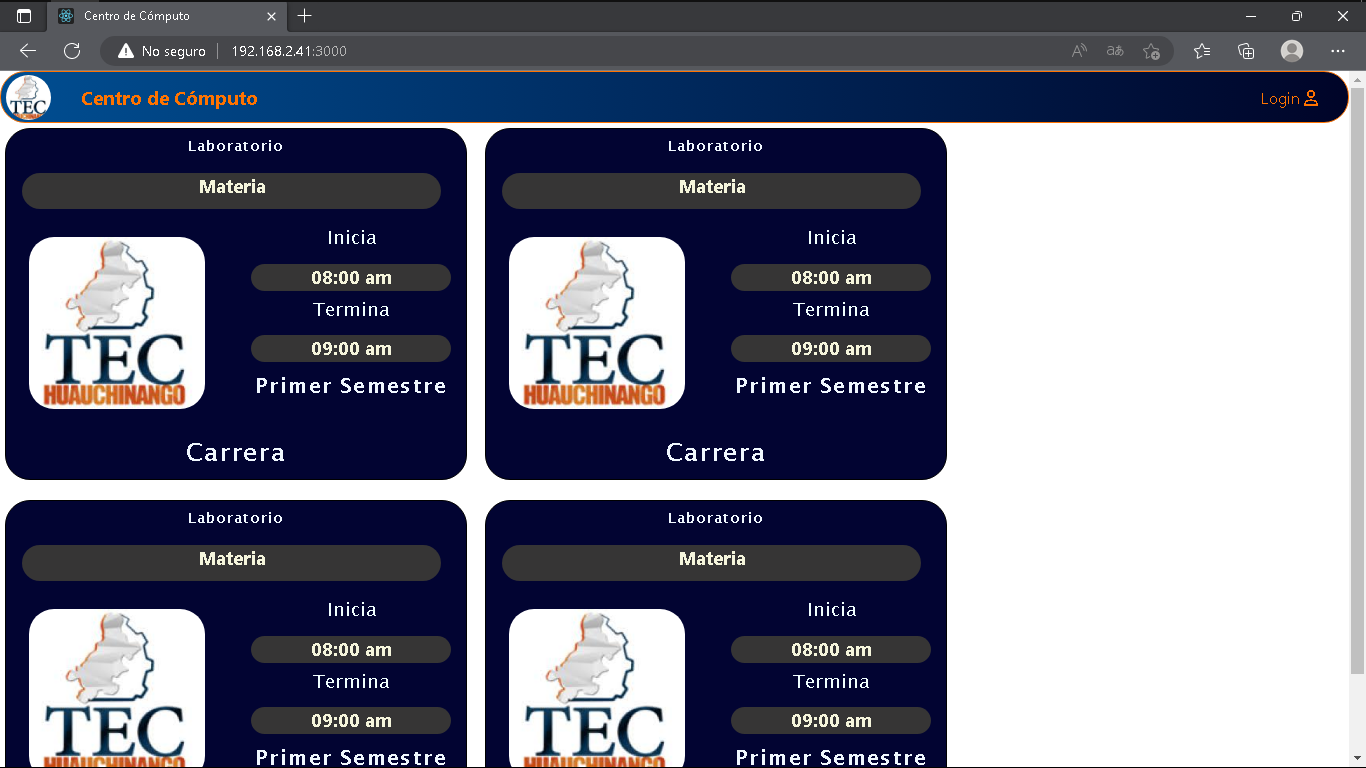 Centro de Cómputo
No seguro 192.168.2.41:3000
TEC
Centro de Cómputo
Login
Laboratorio
Materia
Inicia
08:00 am
Termina
09:00 am
Primer Semestre
TEC
HUAUCHINANGO
Carrera
Laboratorio
Materia
Inicia
08:00 am
Termina
09:00 am
Primer Semestre
TEC
HUAUCHINANGO
Carrera
Laboratorio
Materia
Inicia
08:00 am
Termina
09:00 am
Primer Semestre
TEC
HUAUCHINANGO
Laboratorio
Materia
Inicia
08:00 am
Termina
09:00 am
Primer Semestre
TEC
HUAUCHINANGO